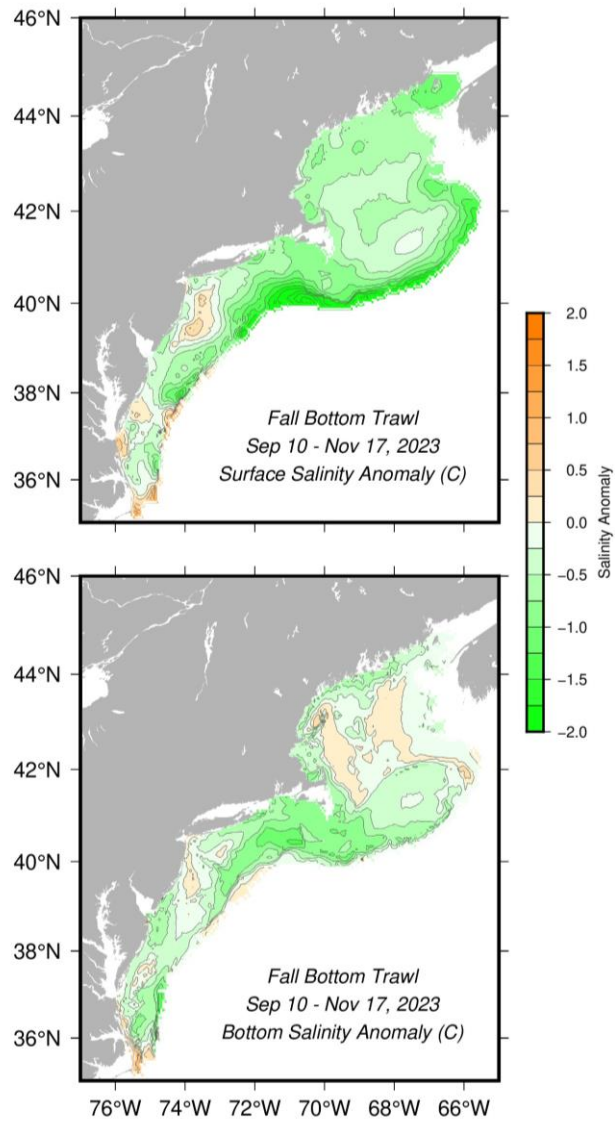 46°N
44°N
42°N
40°N
38°N
36°N
Fall Bottom Trawl
Sep 10 - Nov 17, 2023
Surface Salinity Anomaly (C)
2.0
1.5
1.0
0.5
0.0
−0.5
−1.0
−1.5
−2.0
Salinity Anomaly
46°N
44°N
42°N
40°N
38°N
36°N
Fall Bottom Trawl
Sep 10 - Nov 17, 2023
Bottom Salinity Anomaly (C)
76°W 74°W 72°W 70°W 68°W 66°W